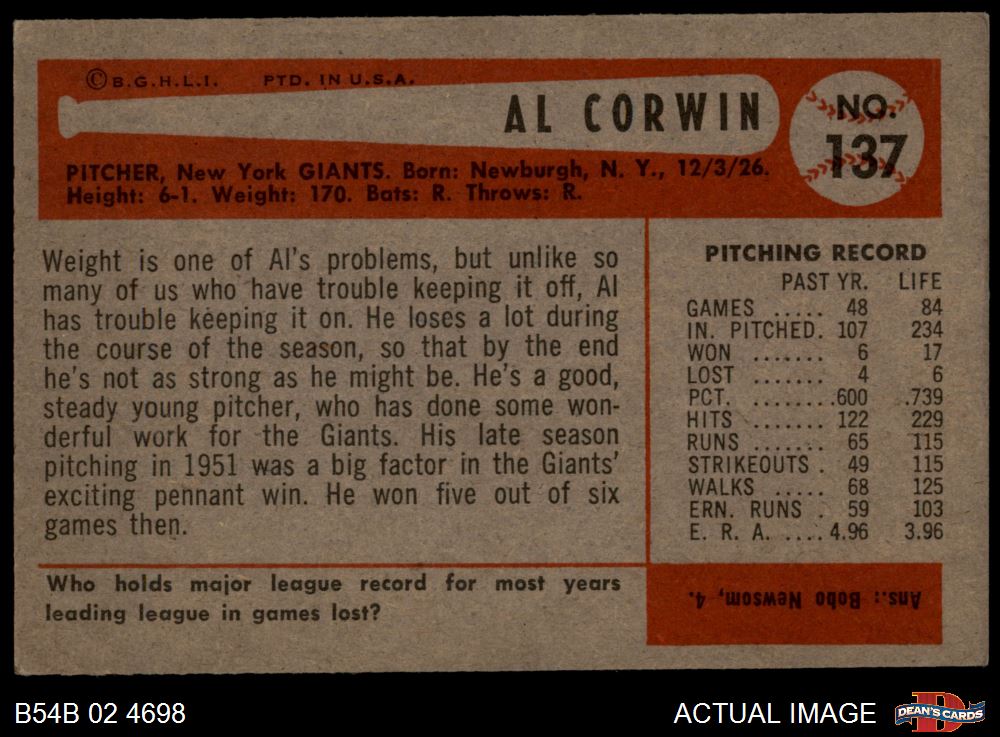 © B.G.H.L.I. PTD. IN U.S.A.
AL CORWIN
NO.
137
PITCHER, New York GIANTS. Born: Newburgh, N. Y., 12/3/26.
Height: 6-1. Weight: 170. Bats: R. Throws: R.
Weight is one of Al's problems, but unlike so
many of us who have trouble keeping it off, Al
has trouble keeping it on. He loses a lot during
the course of the season, so that by the end
he's not as strong as he might be. He's a good,
steady young pitcher, who has done some won-
derful work for the Giants. His late season
pitching in 1951 was a big factor in the Giants'
exciting pennant win. He won five out of six
games then.
PITCHING RECORD
PAST YR. LIFE
GAMES ..... 48 84
IN. PITCHED. 107 234
WON ....... 6 17
LOST ....... 4 6
PCT. ........ .600 .739
HITS ....... 122 229
RUNS ....... 65 115
STRIKEOUTS . 49 115
WALKS ..... 68 125
ERN. RUNS . 59 103
E. R. A. .... 4.96 3.96
Who holds major league record for most years
leading league in games lost?
Ans.: Bobo Newsom, 4.
B54B 02 4698
ACTUAL IMAGE
DEAN'S CARDS